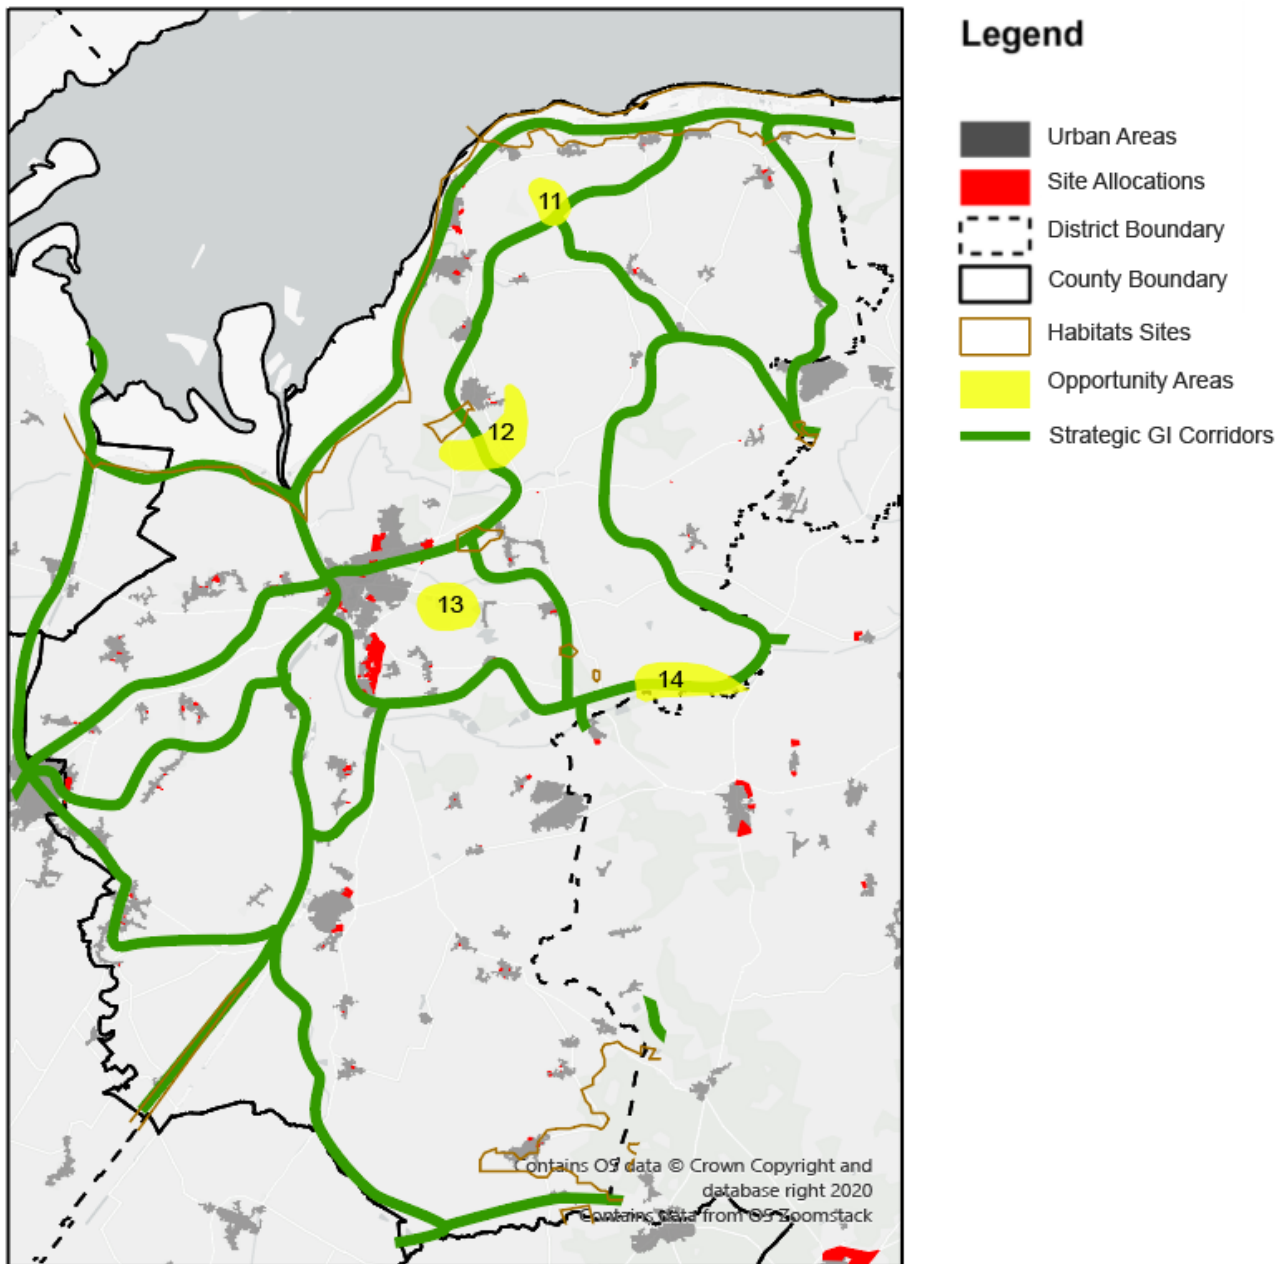 Legend
Urban Areas
Site Allocations
District Boundary
County Boundary
Habitats Sites
Opportunity Areas
Strategic GI Corridors
11
12
13
14
Contains OS data © Crown Copyright and
database right 2020
Contains data from OS Zoomstack